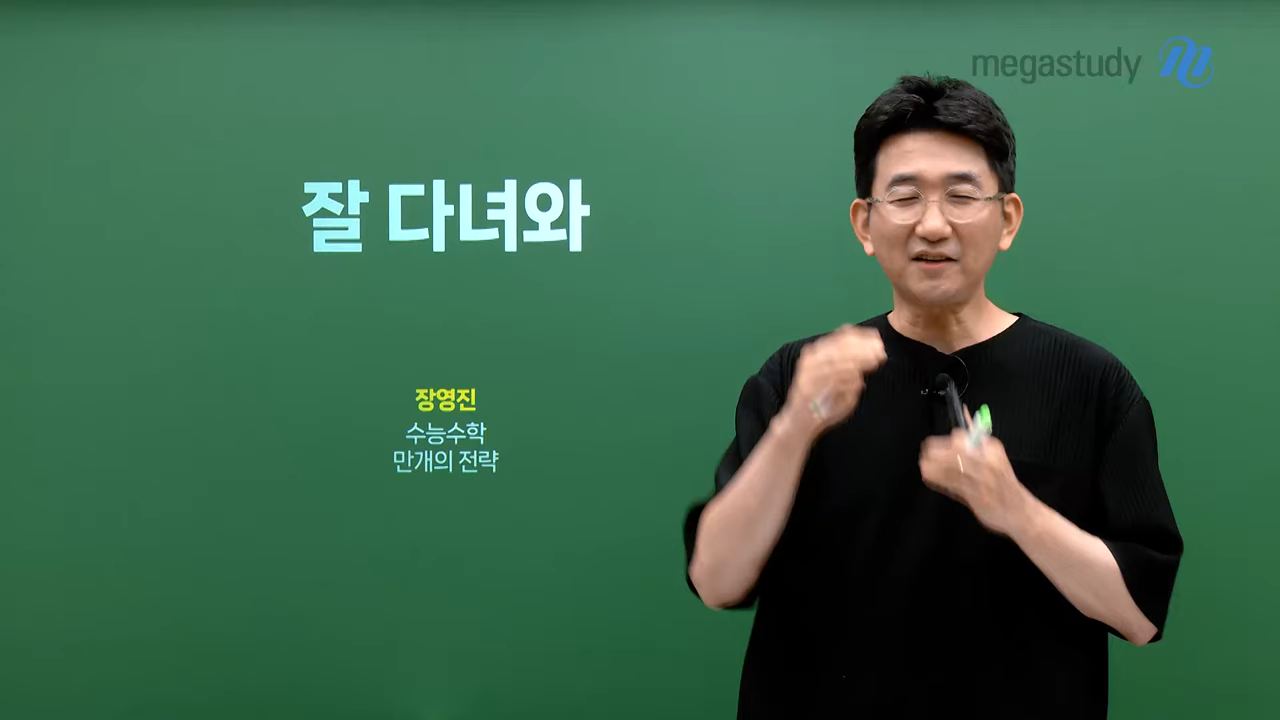 megastudy
잘 다녀와
장영진
수능수학
만개의 전략